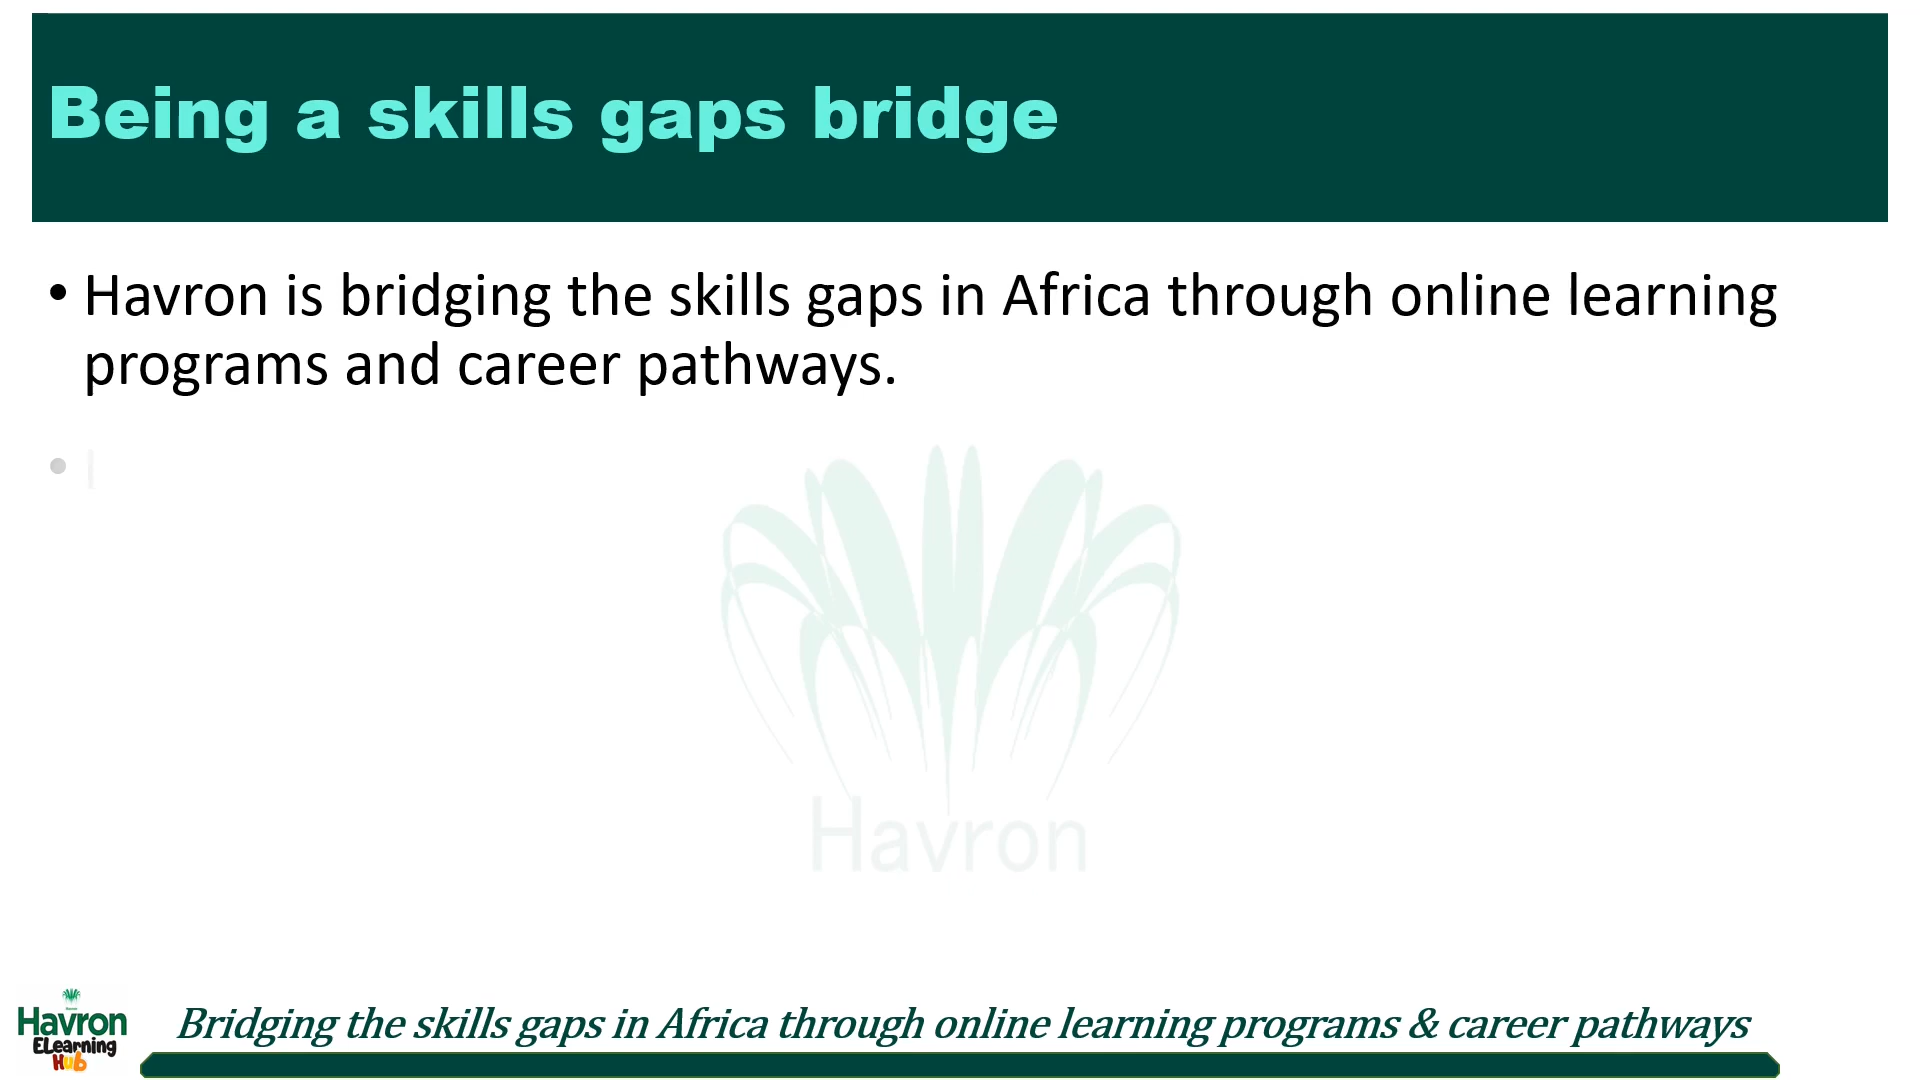 Being a skills gaps bridge
• Havron is bridging the skills gaps in Africa through online learning
programs and career pathways.
•
Havron
Havron
ELearning
Hub
Bridging the skills gaps in Africa through online learning programs & career pathways